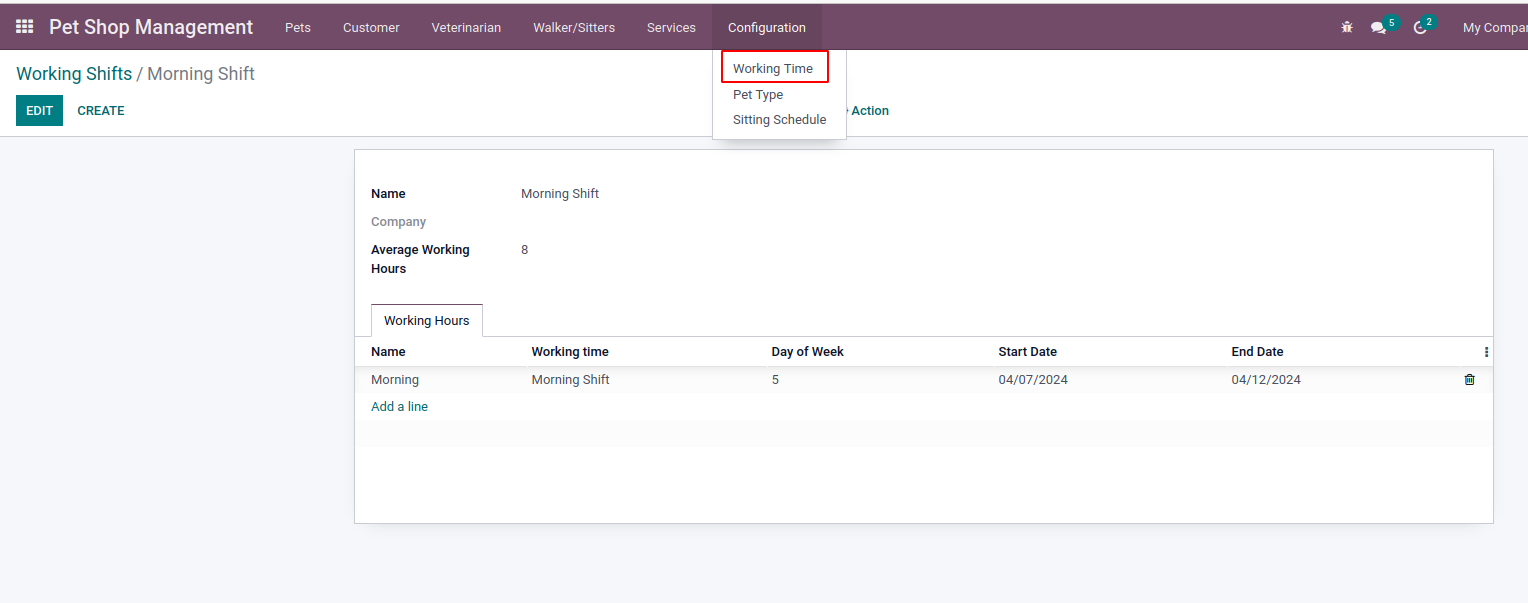 Pet Shop Management Pets Customer Veterinarian Walker/Sitters Services Configuration 5 2 My Compan
Working Shifts / Morning Shift
Working Time
Pet Type
Sitting Schedule
EDIT CREATE Action
Name Morning Shift
Company
Average Working Hours 8
Working Hours
Name Working time Day of Week Start Date End Date
Morning Morning Shift 5 04/07/2024 04/12/2024
Add a line